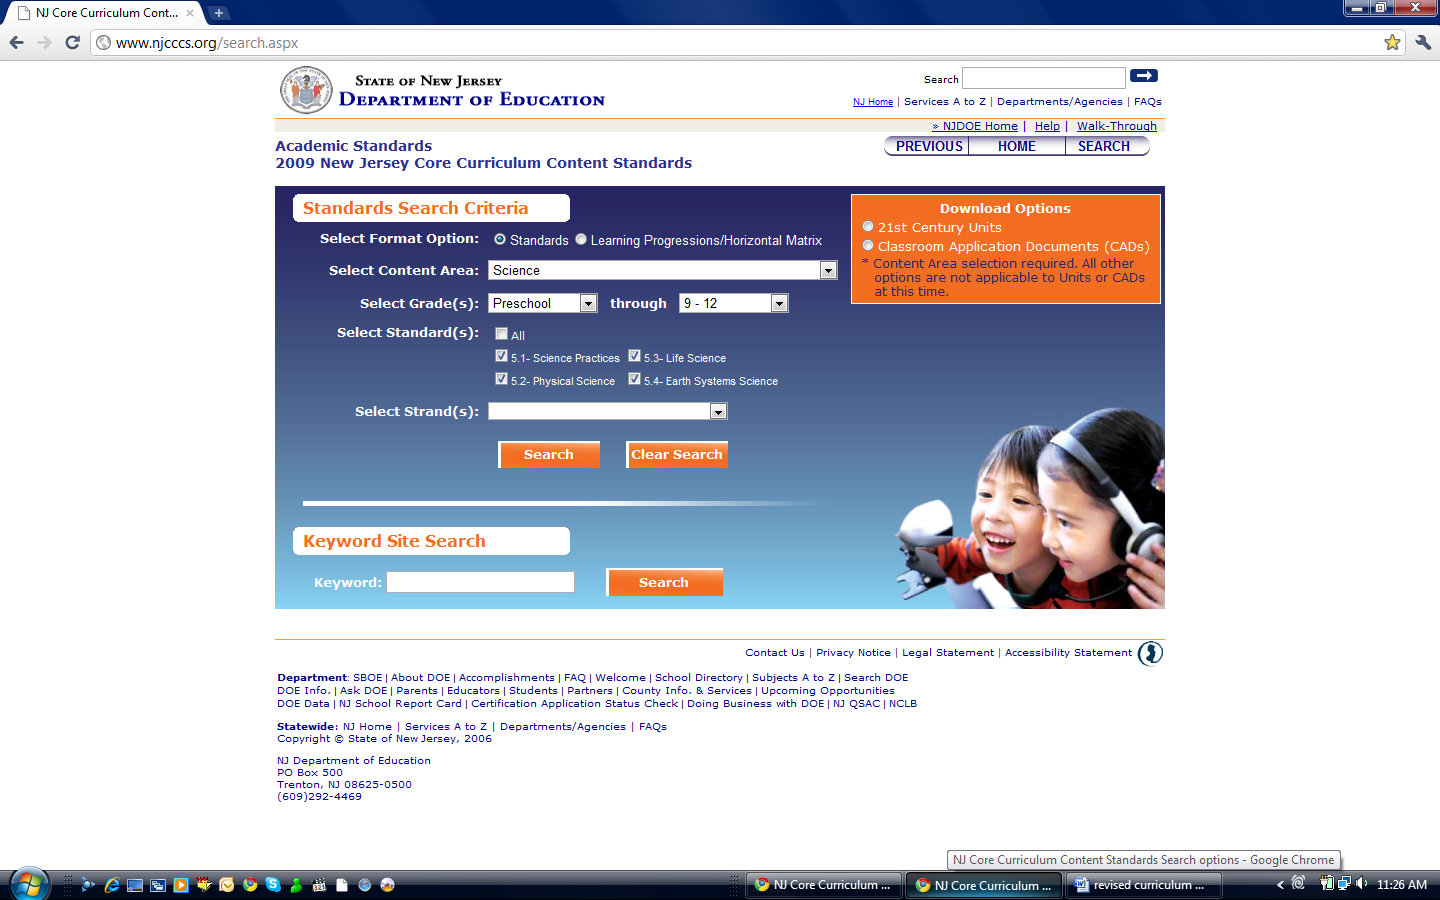 NJ Core Curriculum Cont...
www.njcccs.org/search.aspx
STATE OF NEW JERSEY
DEPARTMENT OF EDUCATION
Search
NJ Home | Services A to Z | Departments/Agencies | FAQs
» NJDOE Home | Help | Walk-Through
Academic Standards
2009 New Jersey Core Curriculum Content Standards
PREVIOUS HOME SEARCH
Standards Search Criteria
Select Format Option: Standards Learning Progressions/Horizontal Matrix
Select Content Area: Science
Select Grade(s): Preschool through 9 - 12
Select Standard(s): All
5.1- Science Practices 5.3- Life Science
5.2- Physical Science 5.4- Earth Systems Science
Select Strand(s):
Search Clear Search
Download Options
21st Century Units
Classroom Application Documents (CADs)
* Content Area selection required. All other
options are not applicable to Units or CADs
at this time.
Keyword Site Search
Keyword: Search
Contact Us | Privacy Notice | Legal Statement | Accessibility Statement
Department: SBOE | About DOE | Accomplishments | FAQ | Welcome | School Directory | Subjects A to Z | Search DOE
DOE Info. | Ask DOE | Parents | Educators | Students | Partners | County Info. & Services | Upcoming Opportunities
DOE Data | NJ School Report Card | Certification Application Status Check | Doing Business with DOE | NJ QSAC | NCLB
Statewide: NJ Home | Services A to Z | Departments/Agencies | FAQs
Copyright © State of New Jersey, 2006
NJ Department of Education
PO Box 500
Trenton, NJ 08625-0500
(609)292-4469
NJ Core Curriculum Content Standards Search options - Google Chrome
NJ Core Curriculum ... NJ Core Curriculum ... revised curriculum ... 11:26 AM